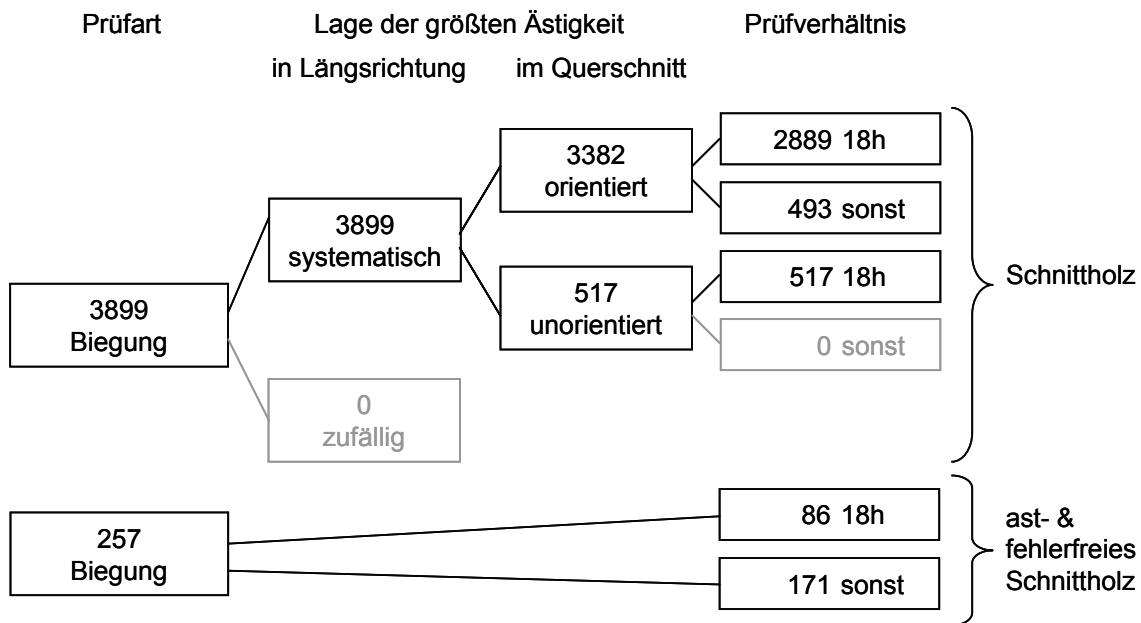 Prüfart
Lage der größten Ästigkeit
Prüfverhältnis
in Längsrichtung
im Querschnitt
3899
Biegung
3899
systematisch
0
zufällig
3382
orientiert
517
unorientiert
2889 18h
493 sonst
517 18h
0 sonst
Schnittholz
257
Biegung
86 18h
171 sonst
ast- &
fehlerfreies
Schnittholz